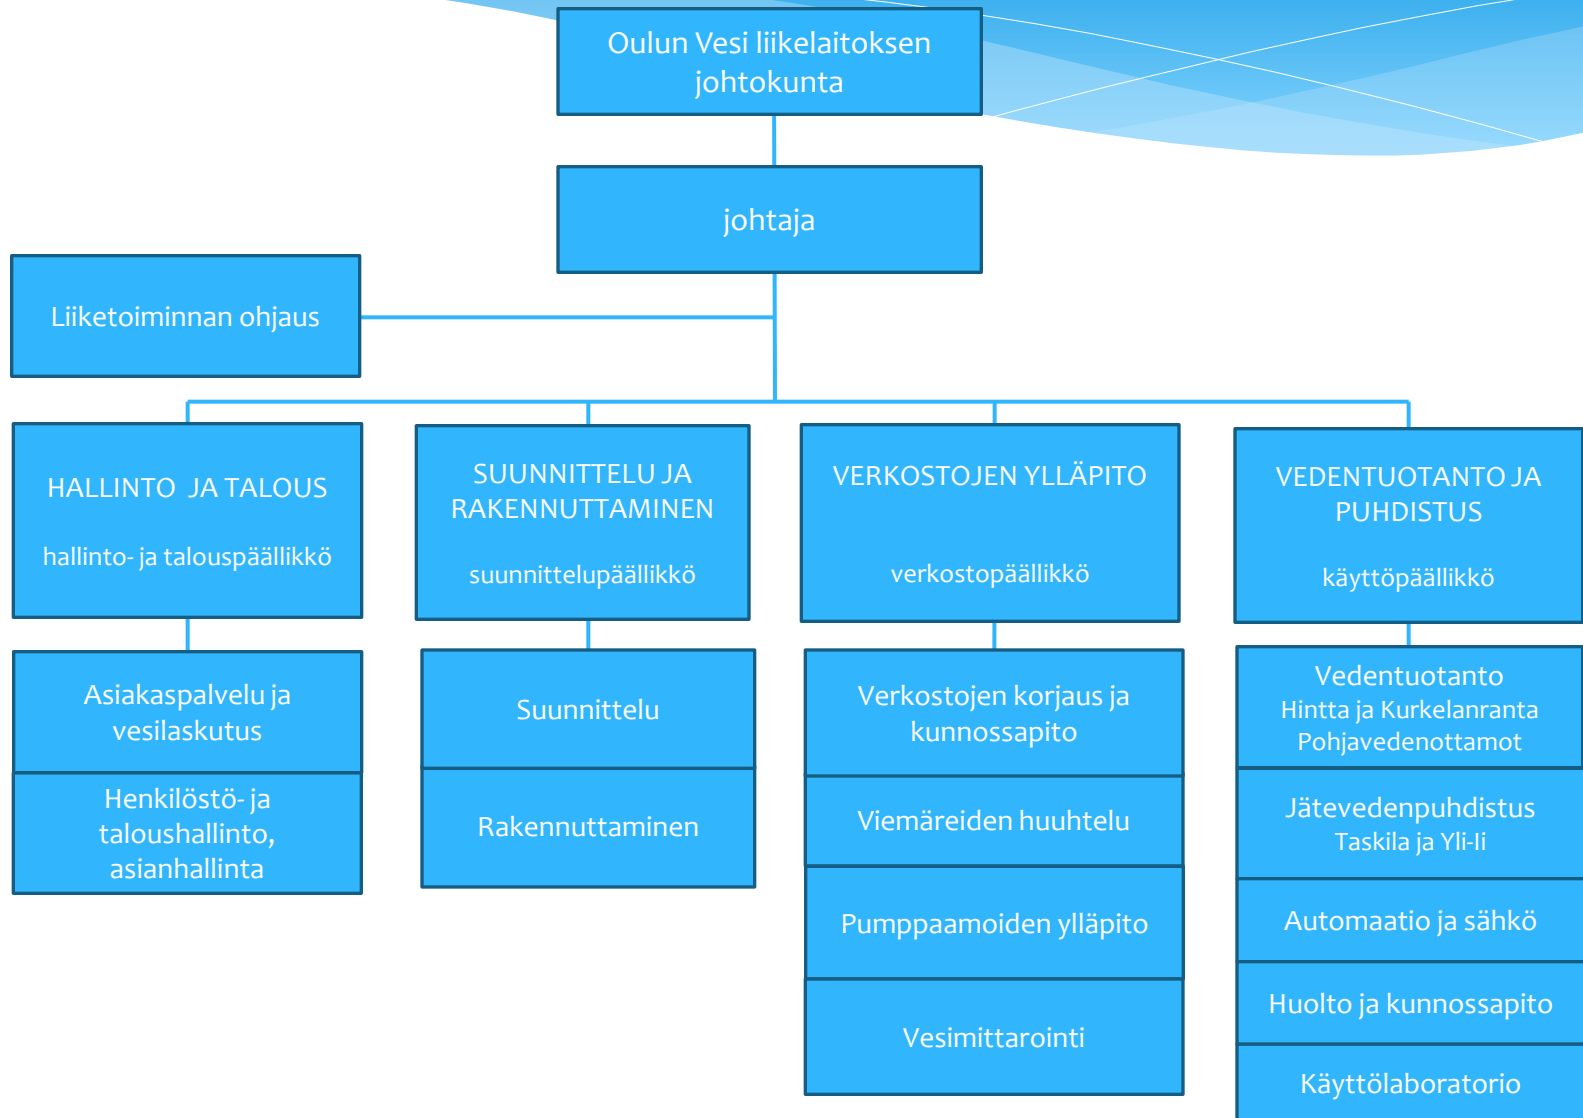 Oulun Vesi liikelaitoksen
johtokunta
johtaja
Liiketoiminnan ohjaus
HALLINTO JA TALOUS
hallinto- ja talouspäällikkö
Asiakaspalvelu ja
vesilaskutus
Henkilöstö- ja
taloushallinto,
asianhallinta
SUUNNITTELU JA
RAKENNUTTAMINEN
suunnittelupäällikkö
Suunnittelu
Rakennuttaminen
VERKOSTOJEN YLLÄPITO
verkostopäällikkö
Verkostojen korjaus ja
kunnossapito
Viemäreiden huuhtelu
Pumppaamoiden ylläpito
Vesimittarointi
VEDENTUOTANTO JA
PUHDISTUS
käyttöpäällikkö
Vedentuotanto
Hintta ja Kurkelanranta
Pohjavedenottamot
Jätevedenpuhdistus
Taskila ja Yli-Ii
Automaatio ja sähkö
Huolto ja kunnossapito
Käyttölaboratorio